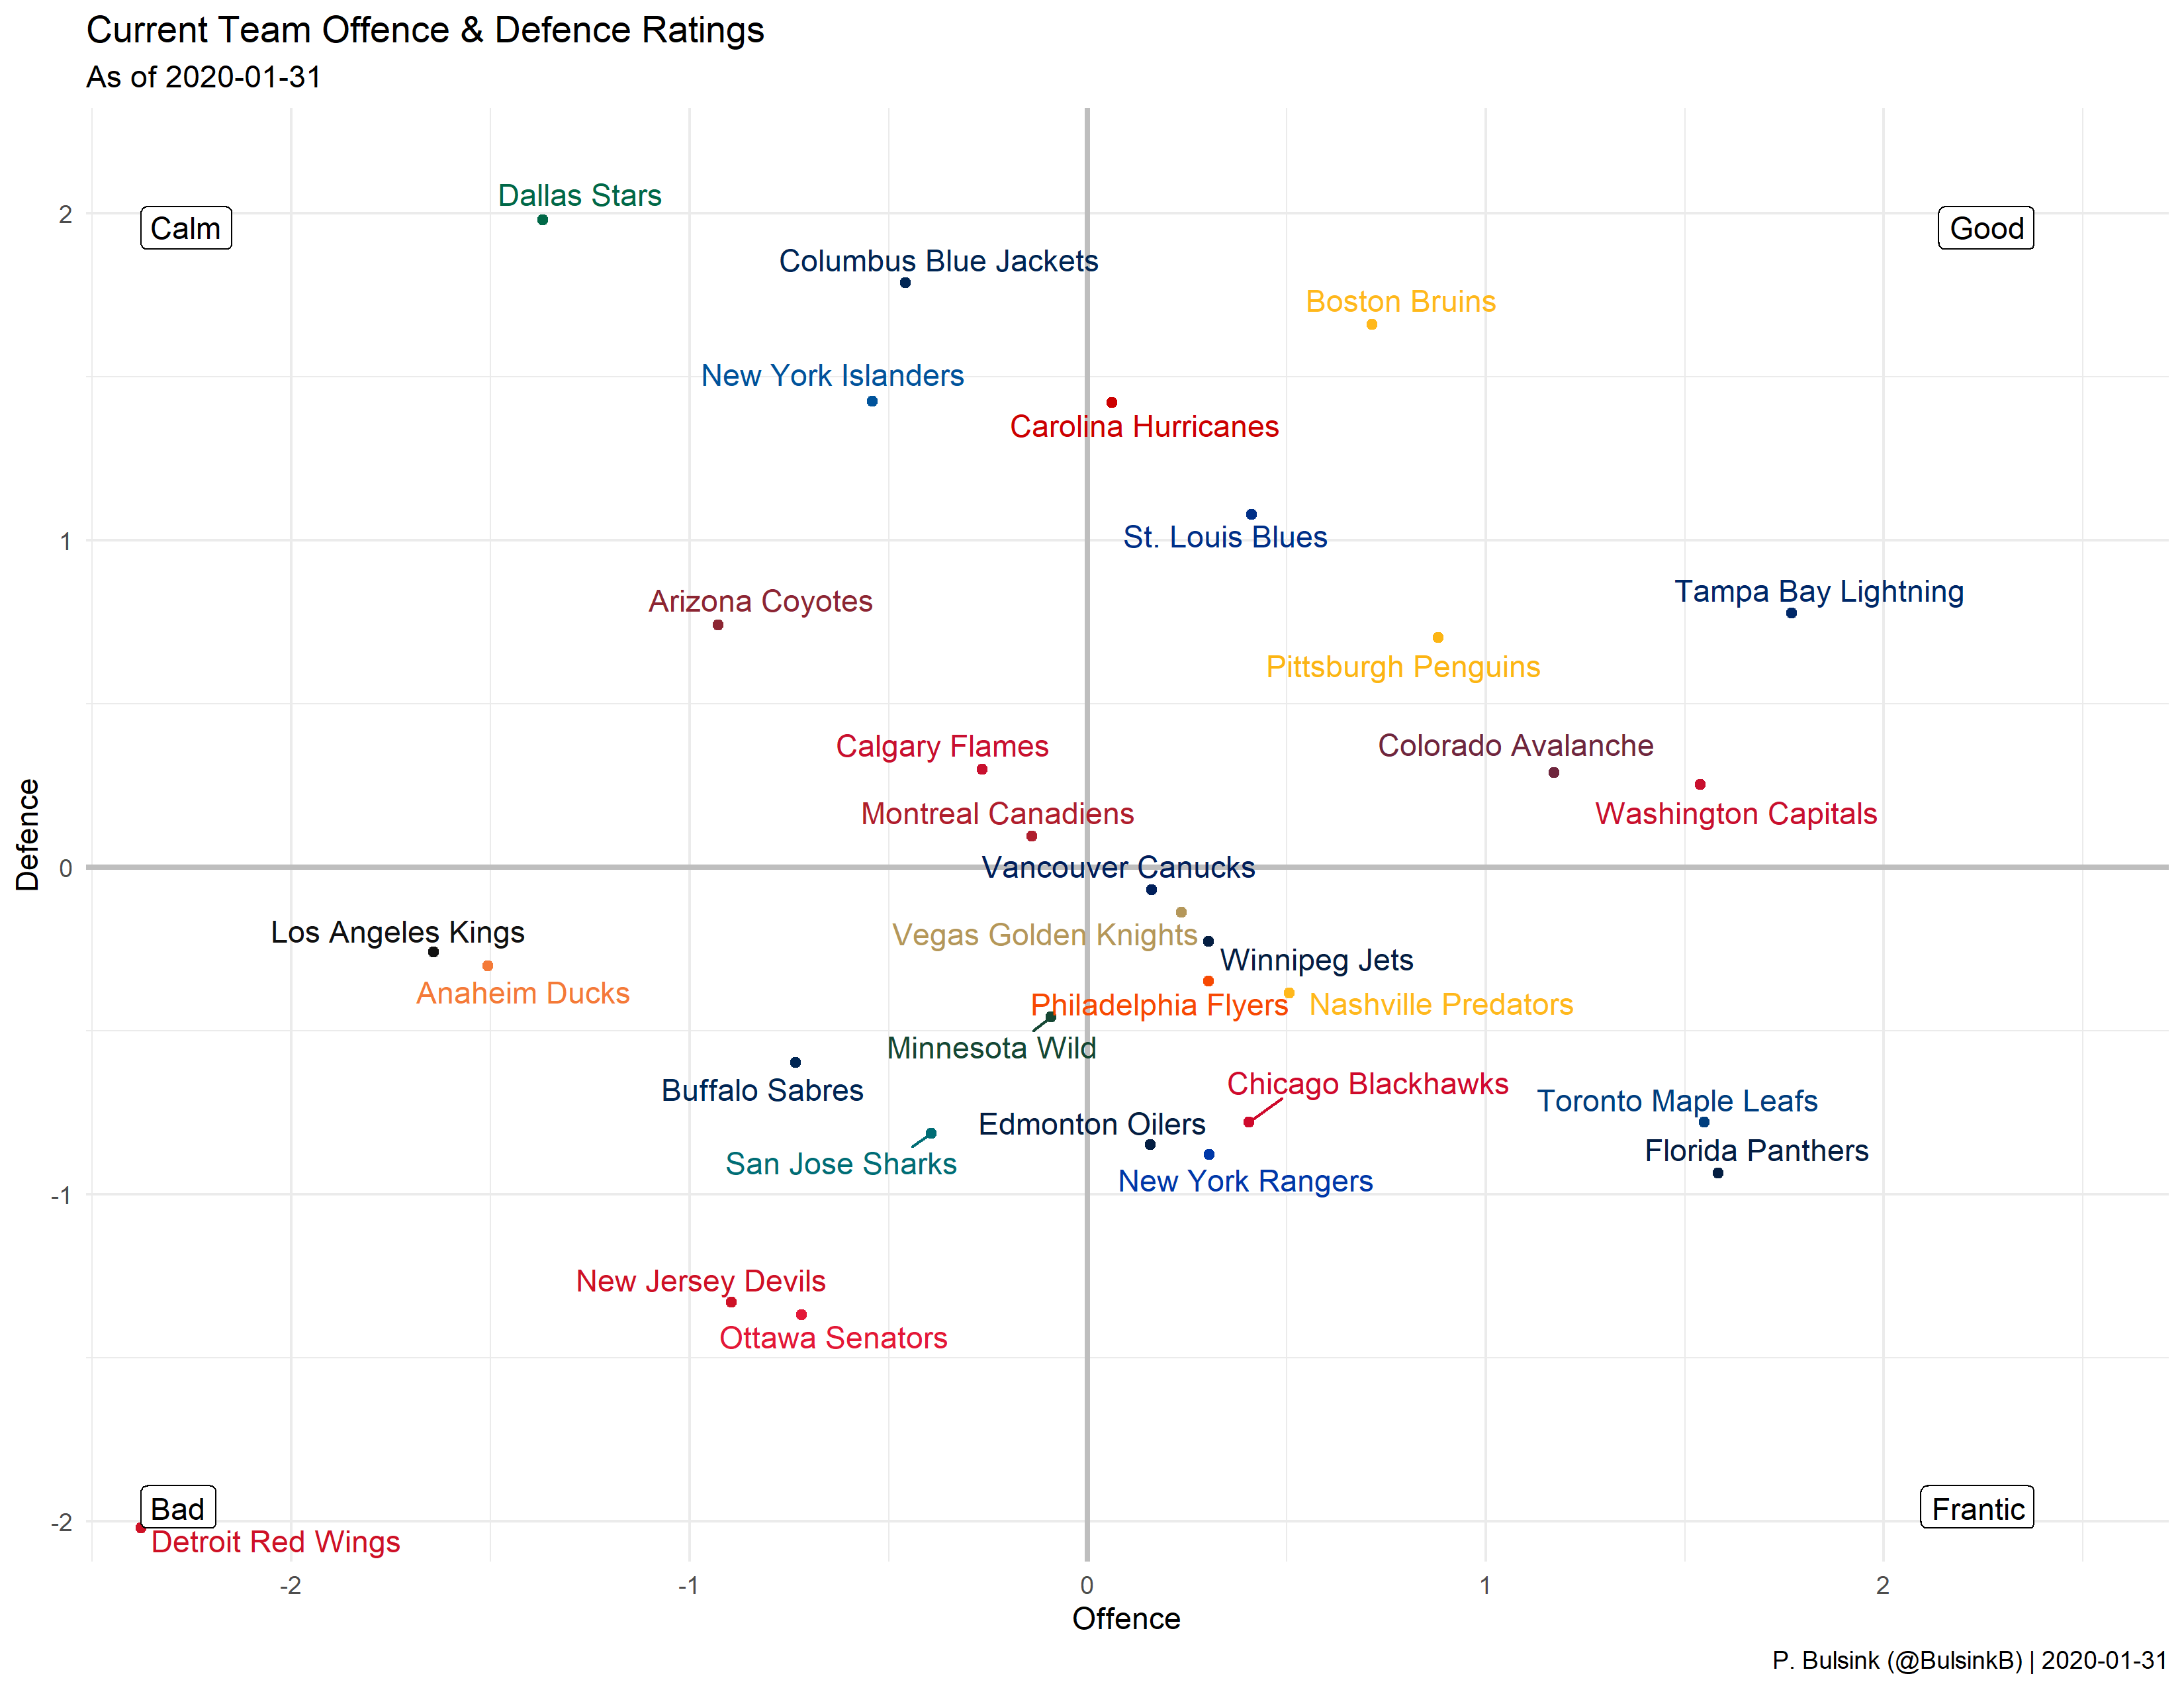 Current Team Offence & Defence Ratings
As of 2020-01-31
Dallas Stars
2
Calm
Good
Columbus Blue Jackets
Boston Bruins
New York Islanders
Carolina Hurricanes
1
St. Louis Blues
Tampa Bay Lightning
Arizona Coyotes
Pittsburgh Penguins
Calgary Flames
Colorado Avalanche
Montreal Canadiens
Washington Capitals
Defence
0
Vancouver Canucks
Los Angeles Kings
Vegas Golden Knights
Winnipeg Jets
Anaheim Ducks
Philadelphia Flyers
Nashville Predators
Minnesota Wild
Buffalo Sabres
Chicago Blackhawks
Toronto Maple Leafs
Edmonton Oilers
Florida Panthers
San Jose Sharks
New York Rangers
-1
New Jersey Devils
Ottawa Senators
Bad
Frantic
-2
Detroit Red Wings
-2
-1
0
1
2
Offence
P. Bulsink (@BulsinkB) | 2020-01-31